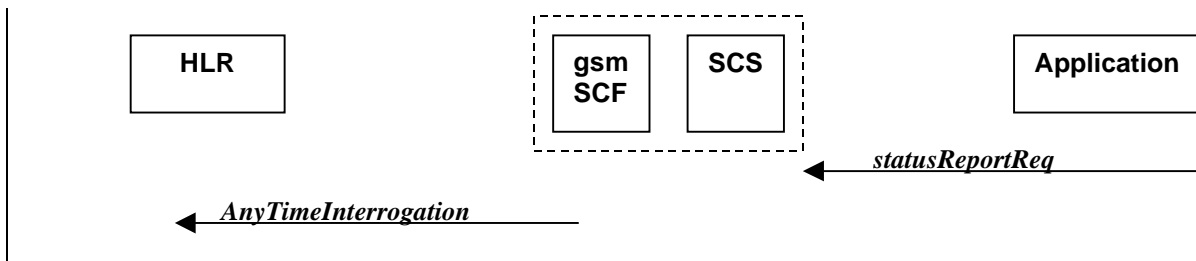 HLR
gsm
SCF
SCS
Application
statusReportReq
AnyTimeInterrogation